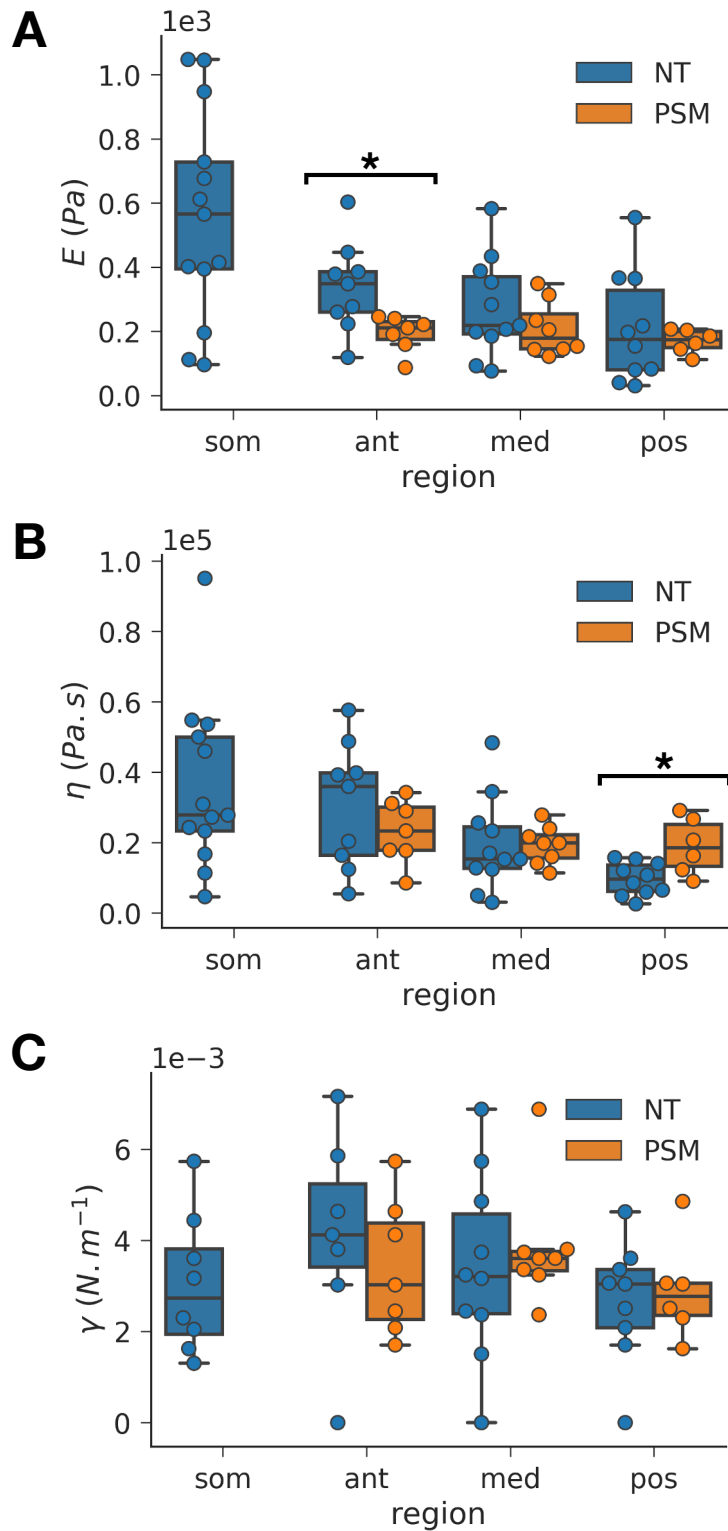 A
1e3
1.0
0.8
0.6
0.4
0.2
0.0
E (Pa)
NT
PSM
*
som ant med pos
region
B
1e5
1.0
0.8
0.6
0.4
0.2
0.0
η (Pa.s)
NT
PSM
*
som ant med pos
region
C
1e−3
6
4
2
0
γ (N.m⁻¹)
NT
PSM
som ant med pos
region